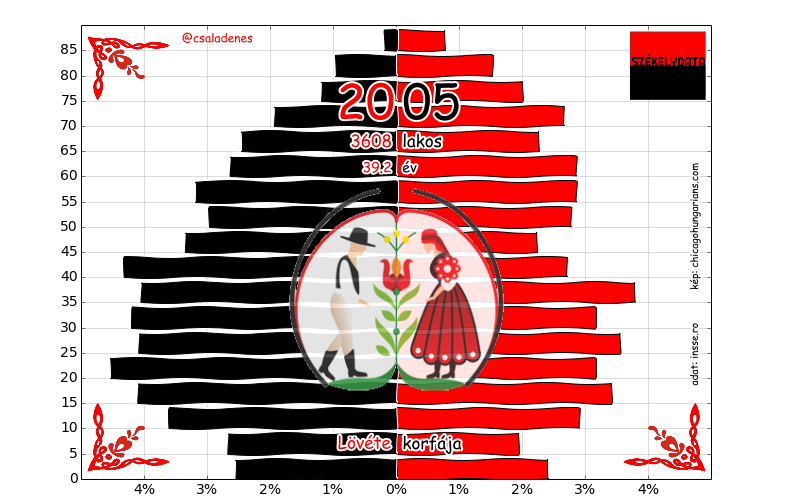 @csaladenes
SZÉKELYDATA
2005
3608 lakos
39.2 év
kép: chicagohungarians.com
adat: insse.ro
Lövéte korfája
85
80
75
70
65
60
55
50
45
40
35
30
25
20
15
10
5
0
4% 3% 2% 1% 0% 1% 2% 3% 4%